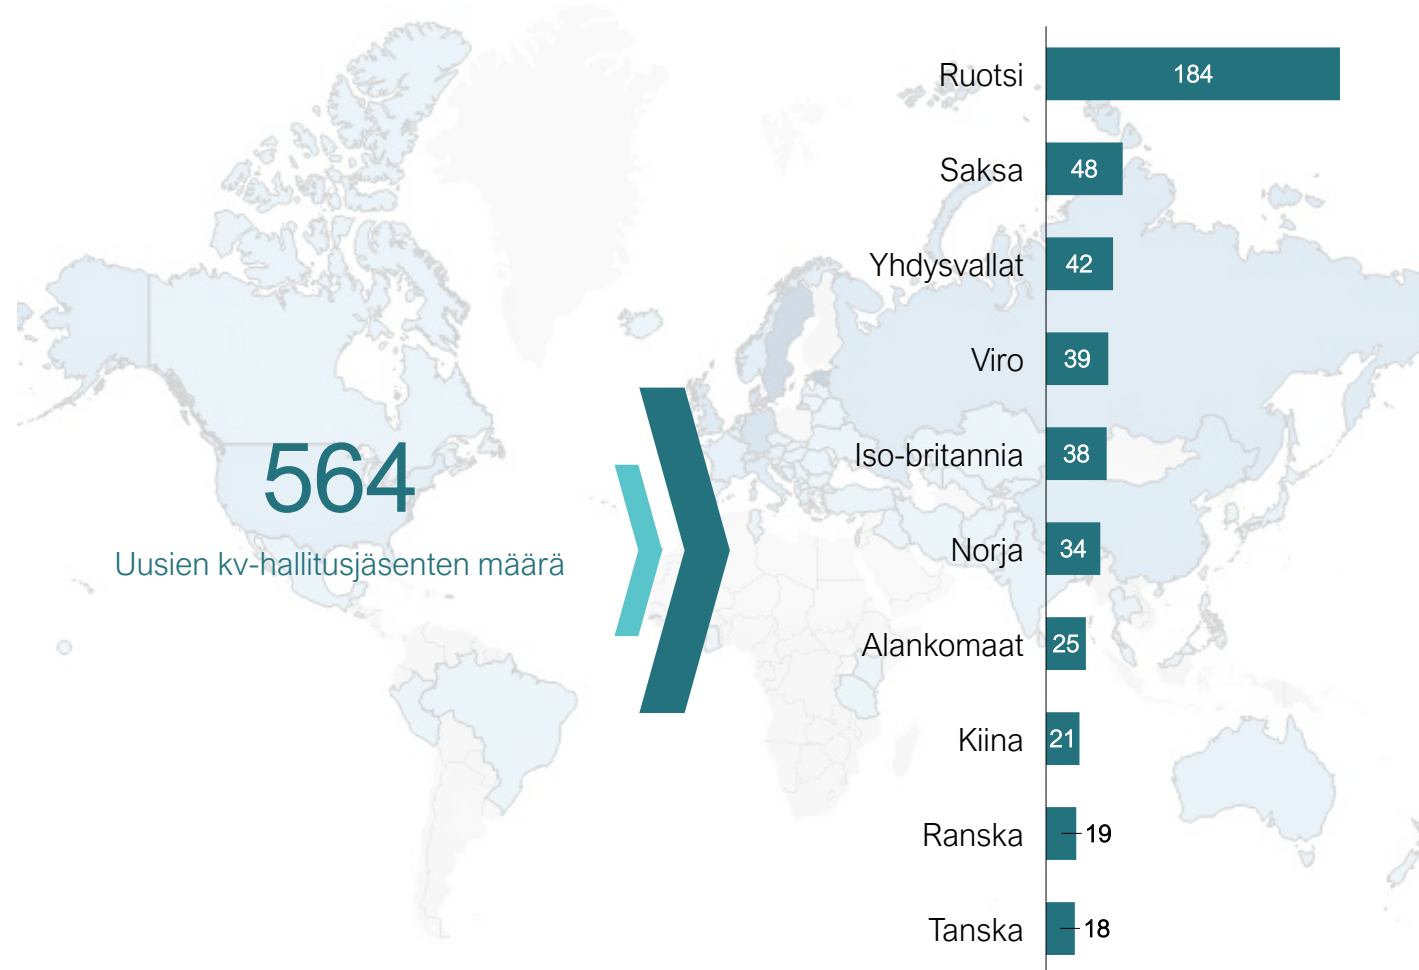 564
Uusien kv-hallitusjäsenten määrä
Ruotsi 184
Saksa 48
Yhdysvallat 42
Viro 39
Iso-britannia 38
Norja 34
Alankomaat 25
Kiina 21
Ranska 19
Tanska 18